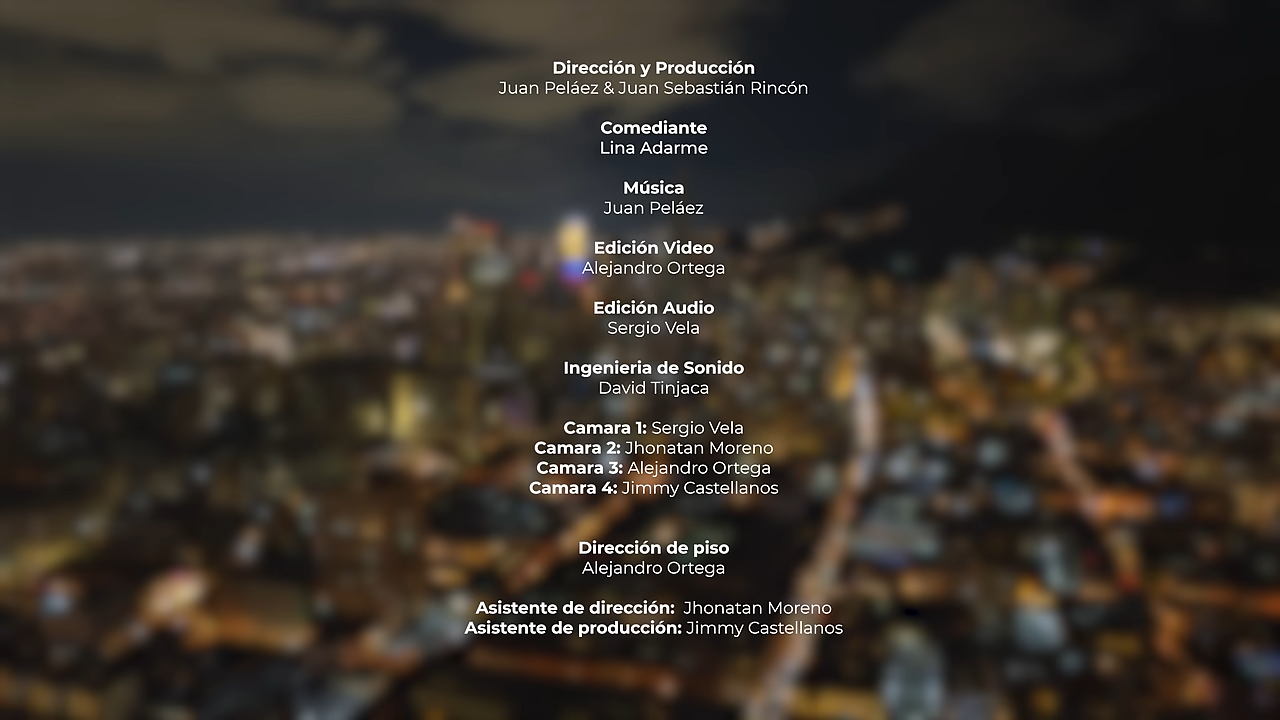 Dirección y Producción
Juan Peláez & Juan Sebastián Rincón
Comediante
Lina Adarme
Música
Juan Peláez
Edición Video
Alejandro Ortega
Edición Audio
Sergio Vela
Ingenieria de Sonido
David Tinjaca
Camara 1: Sergio Vela
Camara 2: Jhonatan Moreno
Camara 3: Alejandro Ortega
Camara 4: Jimmy Castellanos
Dirección de piso
Alejandro Ortega
Asistente de dirección: Jhonatan Moreno
Asistente de producción: Jimmy Castellanos